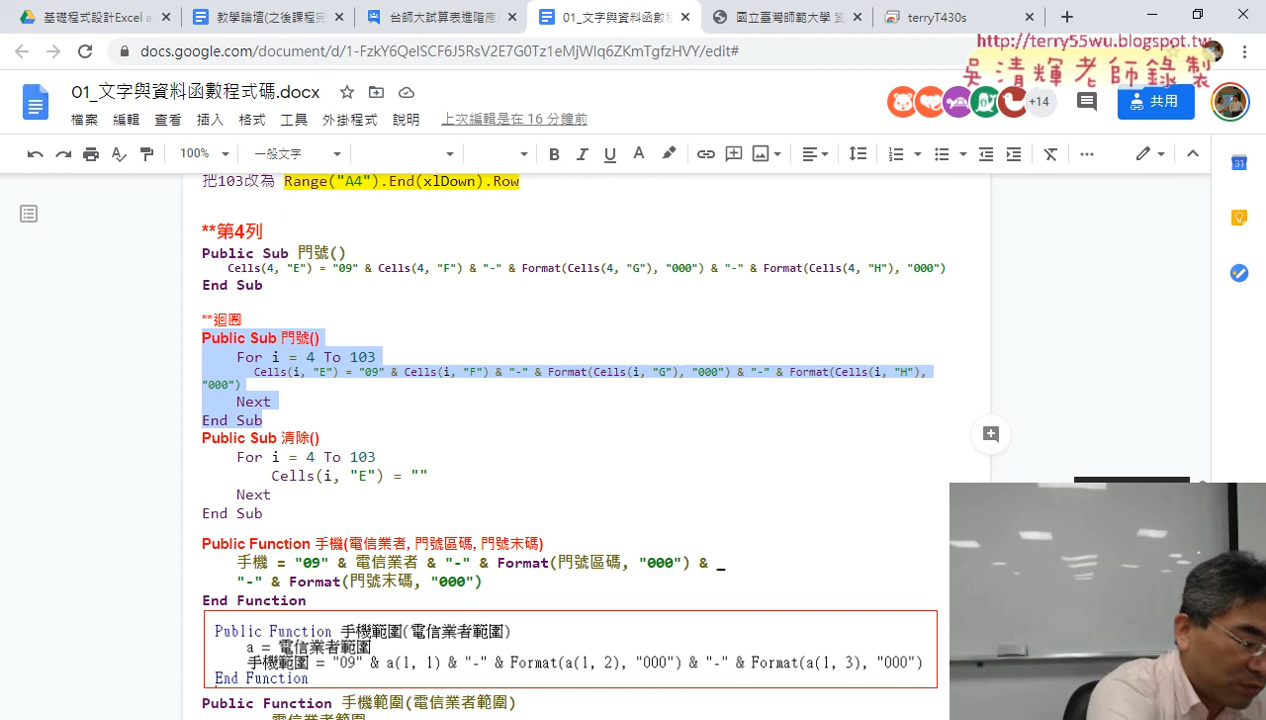 基礎程式設計Excel a
教學論壇(之後課程完
台師大試算表進階應
01_文字與資料函數程
國立臺灣師範大學 資
terryT430s
docs.google.com/document/d/1-FzkY6QeISCF6J5RsV2E7G0Tz1eMjWIq6ZKmTgfzHVY/edit#
http://terry55wu.blogspot.tw
吳清輝老師錄製
01_文字與資料函數程式碼.docx
+14
共用
檔案 編輯 查看 插入 格式 工具 外掛程式 說明 上次編輯是在 16 分鐘前
100% 一般文字
31
把103改為 Range("A4").End(xlDown).Row
**第4列
Public Sub 門號()
Cells(4, "E") = "09" & Cells(4, "F") & "-" & Format(Cells(4, "G"), "000") & "-" & Format(Cells(4, "H"), "000")
End Sub
**迴圈
Public Sub 門號()
For i = 4 To 103
Cells(i, "E") = "09" & Cells(i, "F") & "-" & Format(Cells(i, "G"), "000") & "-" & Format(Cells(i, "H"),
"000")
Next
End Sub
Public Sub 清除()
For i = 4 To 103
Cells(i, "E") = ""
Next
End Sub
Public Function 手機(電信業者, 門號區碼, 門號末碼)
手機 = "09" & 電信業者 & "-" & Format(門號區碼, "000") & _
"-" & Format(門號末碼, "000")
End Function
Public Function 手機範圍(電信業者範圍)
a = 電信業者範圍
手機範圍 = "09" & a(1, 1) & "-" & Format(a(1, 2), "000") & "-" & Format(a(1, 3), "000")
End Function
Public Function 手機範圍(電信業者範圍)
電信業者範圍